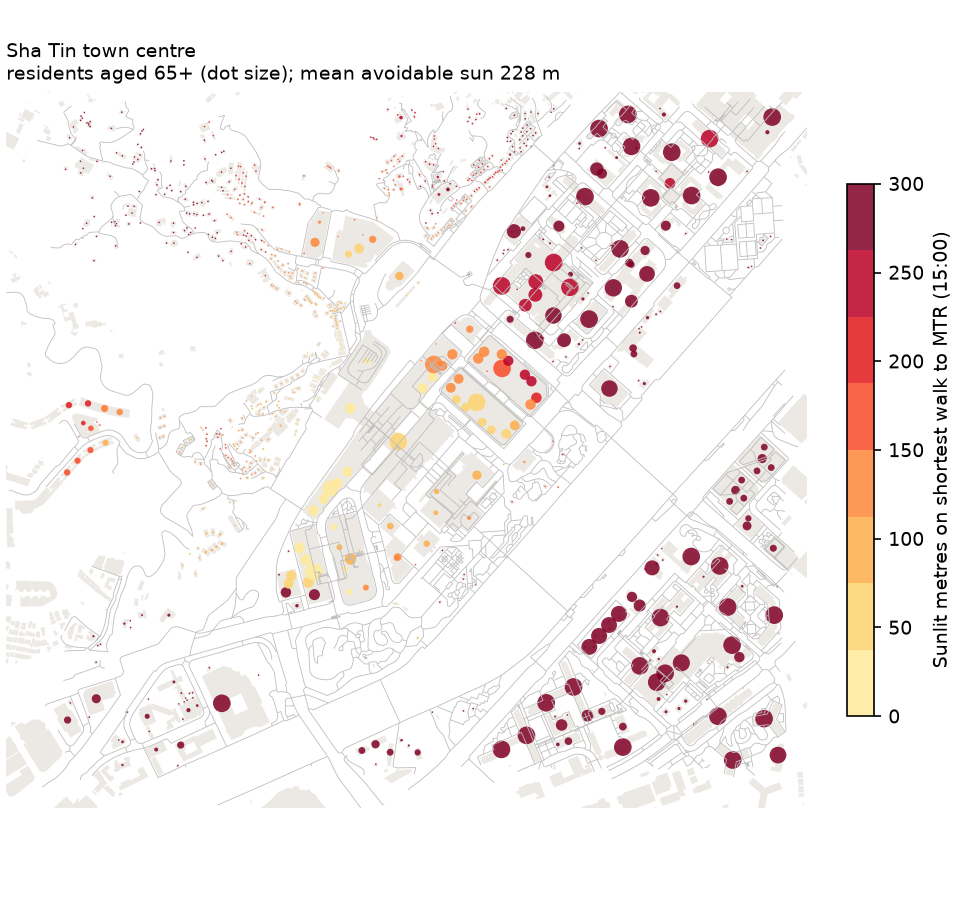 Sha Tin town centre
residents aged 65+ (dot size); mean avoidable sun 228 m
300
250
200
150
100
50
0
Sunlit metres on shortest walk to MTR (15:00)